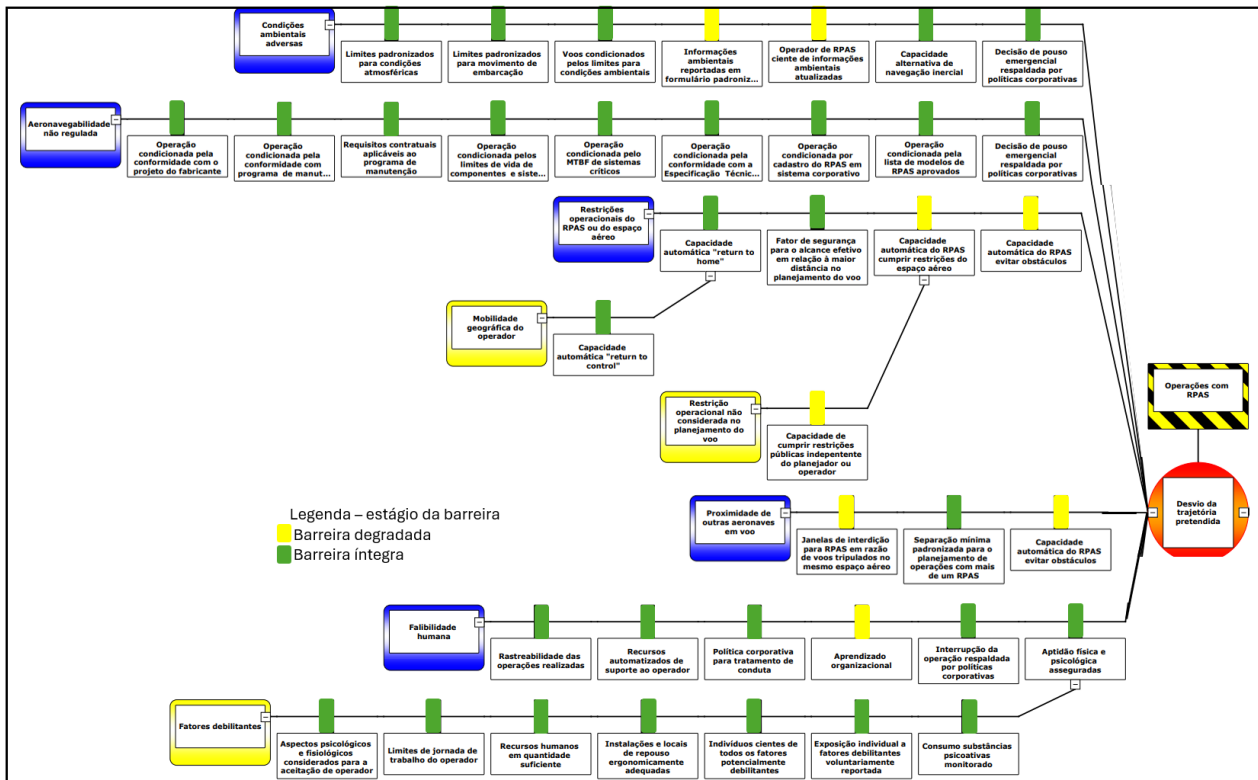 Condições
ambientais
adversas
Limites padronizados
para condições
atmosféricas
Limites padronizados
para movimento de
embarcação
Voos condicionados
pelos limites para
condições ambientais
Informações
ambientais
reportadas em
formulário padroniz...
Operador de RPAS
ciente de informações
ambientais
atualizadas
Capacidade
alternativa de
navegação inercial
Decisão de pouso
emergencial
respaldada por
políticas corporativas
Aeronavegabilidade
não regulada
Operação
condicionada pela
conformidade com o
projeto do fabricante
Operação
condicionada pela
conformidade com
programa de manut...
Requisitos contratuais
aplicáveis ao
programa de
manutenção
Operação
condicionada pelos
limites de vida de
componentes e siste...
Operação
condicionada pelo
MTBF de sistemas
críticos
Operação
condicionada pela
conformidade com a
Especificação Técnic...
Operação
condicionada por
cadastro do RPAS em
sistema corporativo
Operação
condicionada pela
lista de modelos de
RPAS aprovados
Decisão de pouso
emergencial
respaldada por
políticas corporativas
Restrições
operacionais do
RPAS ou do espaço
aéreo
Capacidade
automática "return to
home"
Fator de segurança
para o alcance efetivo
em relação à maior
distância no
planejamento do voo
Capacidade
automática do RPAS
cumprir restrições do
espaço aéreo
Capacidade
automática do RPAS
evitar obstáculos
Mobilidade
geográfica do
operador
Capacidade
automática "return to
control"
Restrição
operacional não
considerada no
planejamento do
voo
Capacidade de
cumprir restrições
públicas indepentente
do planejador ou
operador
Operações com
RPAS
Desvio da
trajetória
pretendida
Legenda – estágio da barreira
Barreira degradada
Barreira íntegra
Proximidade de
outras aeronaves
em voo
Janelas de interdição
para RPAS em razão
de voos tripulados no
mesmo espaço aéreo
Separação mínima
padronizada para o
planejamento de
operações com mais
de um RPAS
Capacidade
automática do RPAS
evitar obstáculos
Falibilidade
humana
Rastreabilidade das
operações realizadas
Recursos
automatizados de
suporte ao operador
Política corporativa
para tratamento de
conduta
Aprendizado
organizacional
Interrupção da
operação respaldada
por políticas
corporativas
Aptidão física e
psicológica
asseguradas
Fatores debilitantes
Aspectos psicológicos
e fisiológicos
considerados para a
aceitação de operador
Limites de jornada de
trabalho do operador
Recursos humanos
em quantidade
suficiente
Instalações e locais
de repouso
ergonomicamente
adequadas
Indivíduos cientes de
todos os fatores
potencialmente
debilitantes
Exposição individual a
fatores debilitantes
voluntariamente
reportada
Consumo substâncias
psicoativas
monitorado